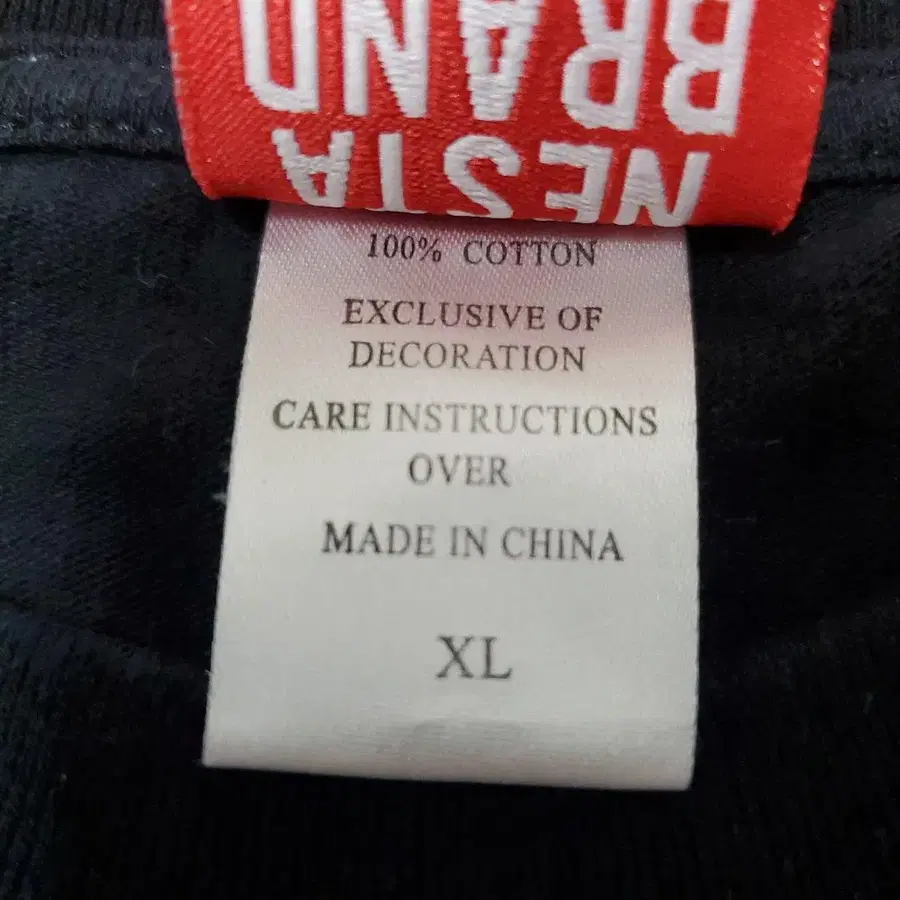 NESTA
BRAND
100% COTTON
EXCLUSIVE OF
DECORATION
CARE INSTRUCTIONS
OVER
MADE IN CHINA
XL